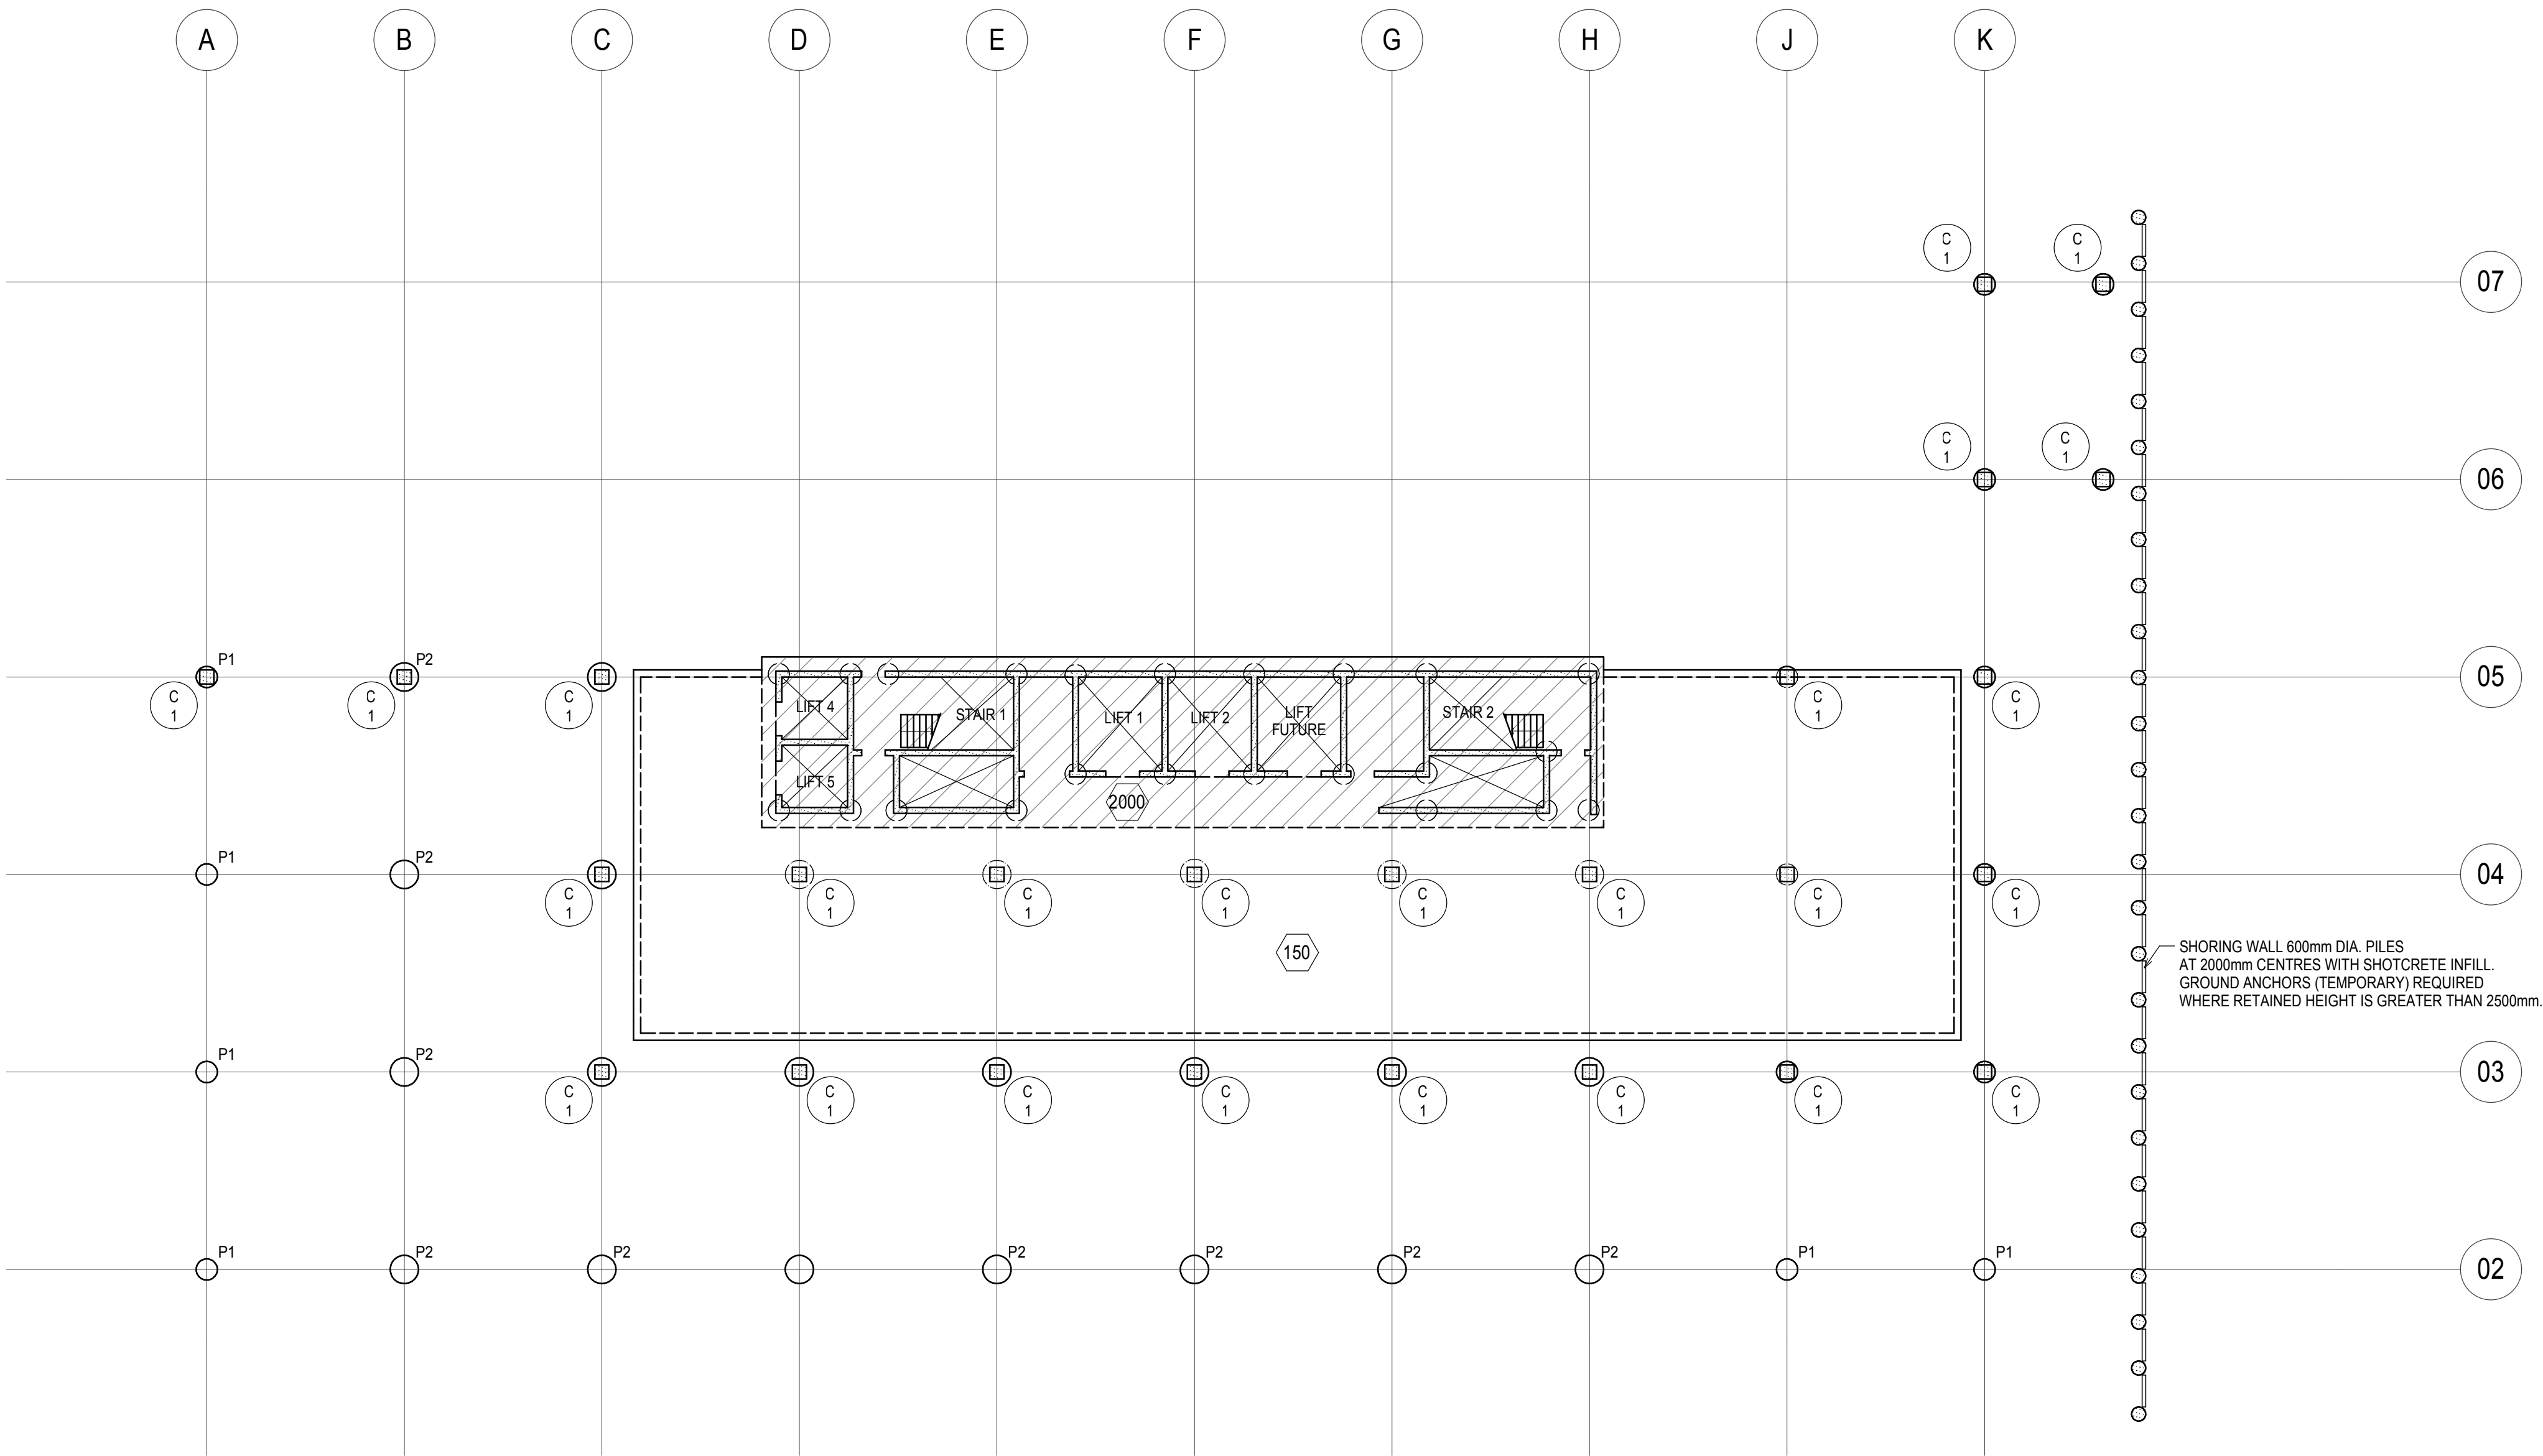 A
B
C
D
E
F
G
H
J
K
C
1
C
1
07
C
1
C
1
06
P1
C
1
P2
C
1
C
1
LIFT 4
STAIR 1
LIFT 1
LIFT 2
LIFT
FUTURE
STAIR 2
LIFT 5
2000
C
1
C
1
05
P1
P2
C
1
C
1
C
1
C
1
C
1
C
1
C
1
C
1
04
150
SHORING WALL 600mm DIA. PILES
AT 2000mm CENTRES WITH SHOTCRETE INFILL.
GROUND ANCHORS (TEMPORARY) REQUIRED
WHERE RETAINED HEIGHT IS GREATER THAN 2500mm.
P1
P2
C
1
C
1
C
1
C
1
C
1
C
1
C
1
C
1
03
P1
P2
P2
P2
P2
P2
P2
P1
P1
02